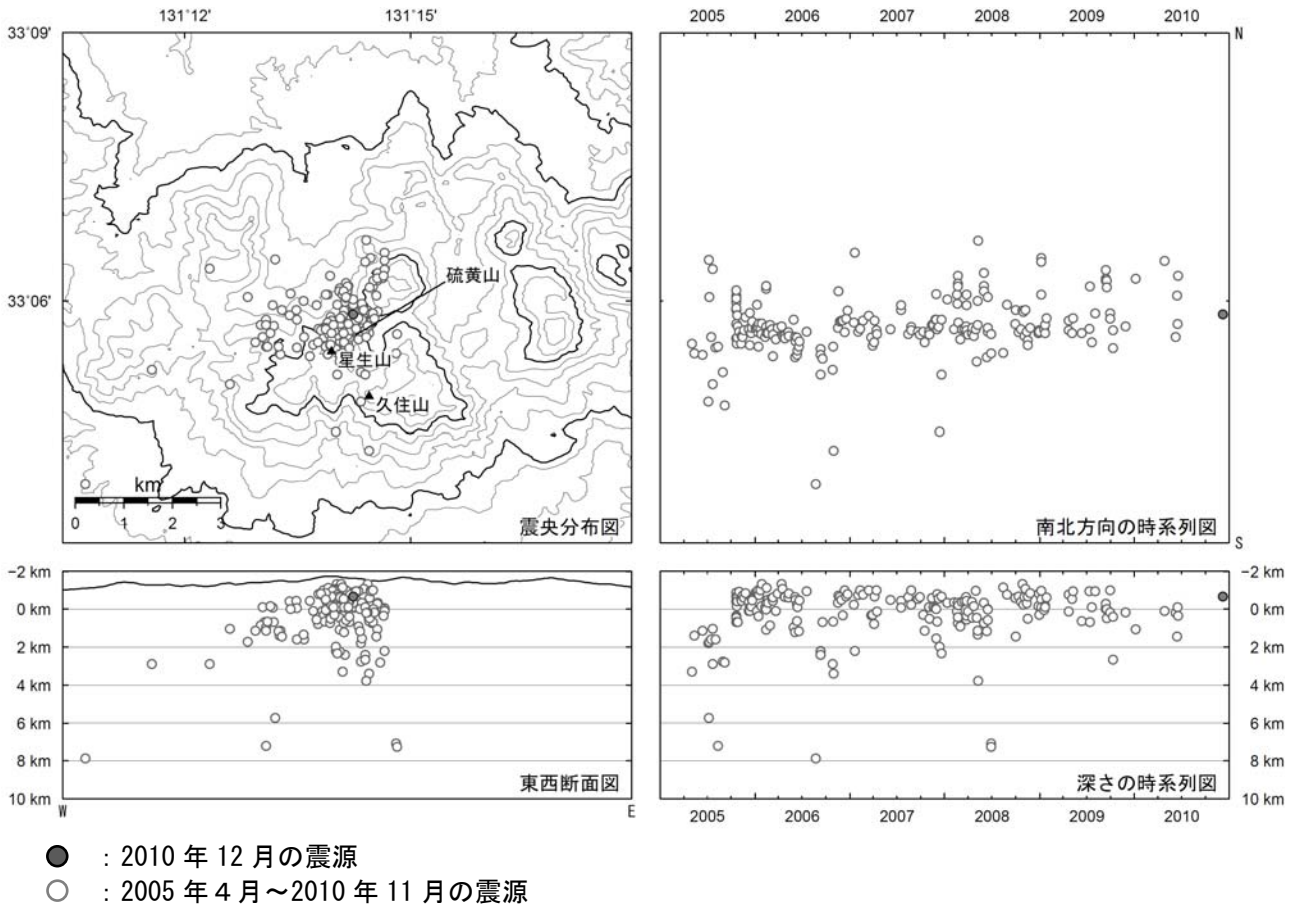 131°12' 131°15'
33°09'
33°06'
硫黄山
星生山
久住山
km
0 1 2 3
震央分布図
2005 2006 2007 2008 2009 2010
N
S
南北方向の時系列図
-2 km
0 km
2 km
4 km
6 km
8 km
10 km
W E
東西断面図
-2 km
0 km
2 km
4 km
6 km
8 km
10 km
深さの時系列図
2005 2006 2007 2008 2009 2010
：2010 年 12 月の震源
：2005 年４月～2010 年 11 月の震源